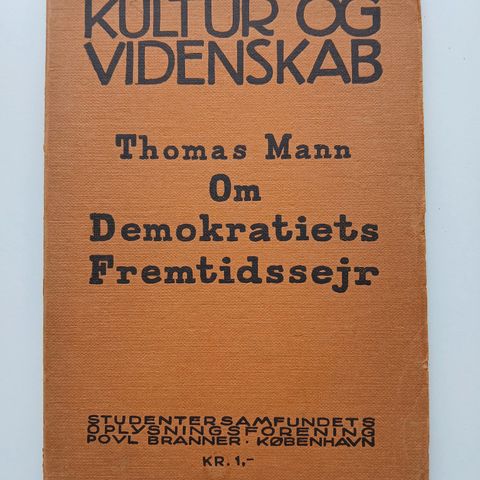 KULTUR OG
VIDENSKAB
Thomas Mann
Om
Demokratiets
Fremtidssejr
STUDENTERSAMFUNDETS
OPLYSNINGSFORENING
POVL BRANNER · KØBENHAVN
KR. 1,-